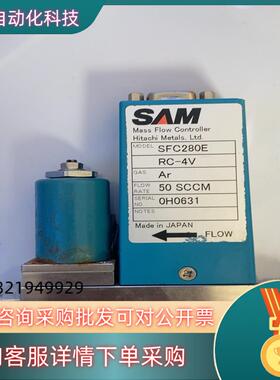 自动化科技
SAM
Mass Flow Controller
Hitachi Metals. Ltd.
MODEL SFC280E
RC-4V
GAS Ar
FLOW RATE 50 SCCM
SERIAL NO 0H0631
NOTES
Made in JAPAN
FLOW
821949929
咨询采购批发可对公开票
客服详情下单采购